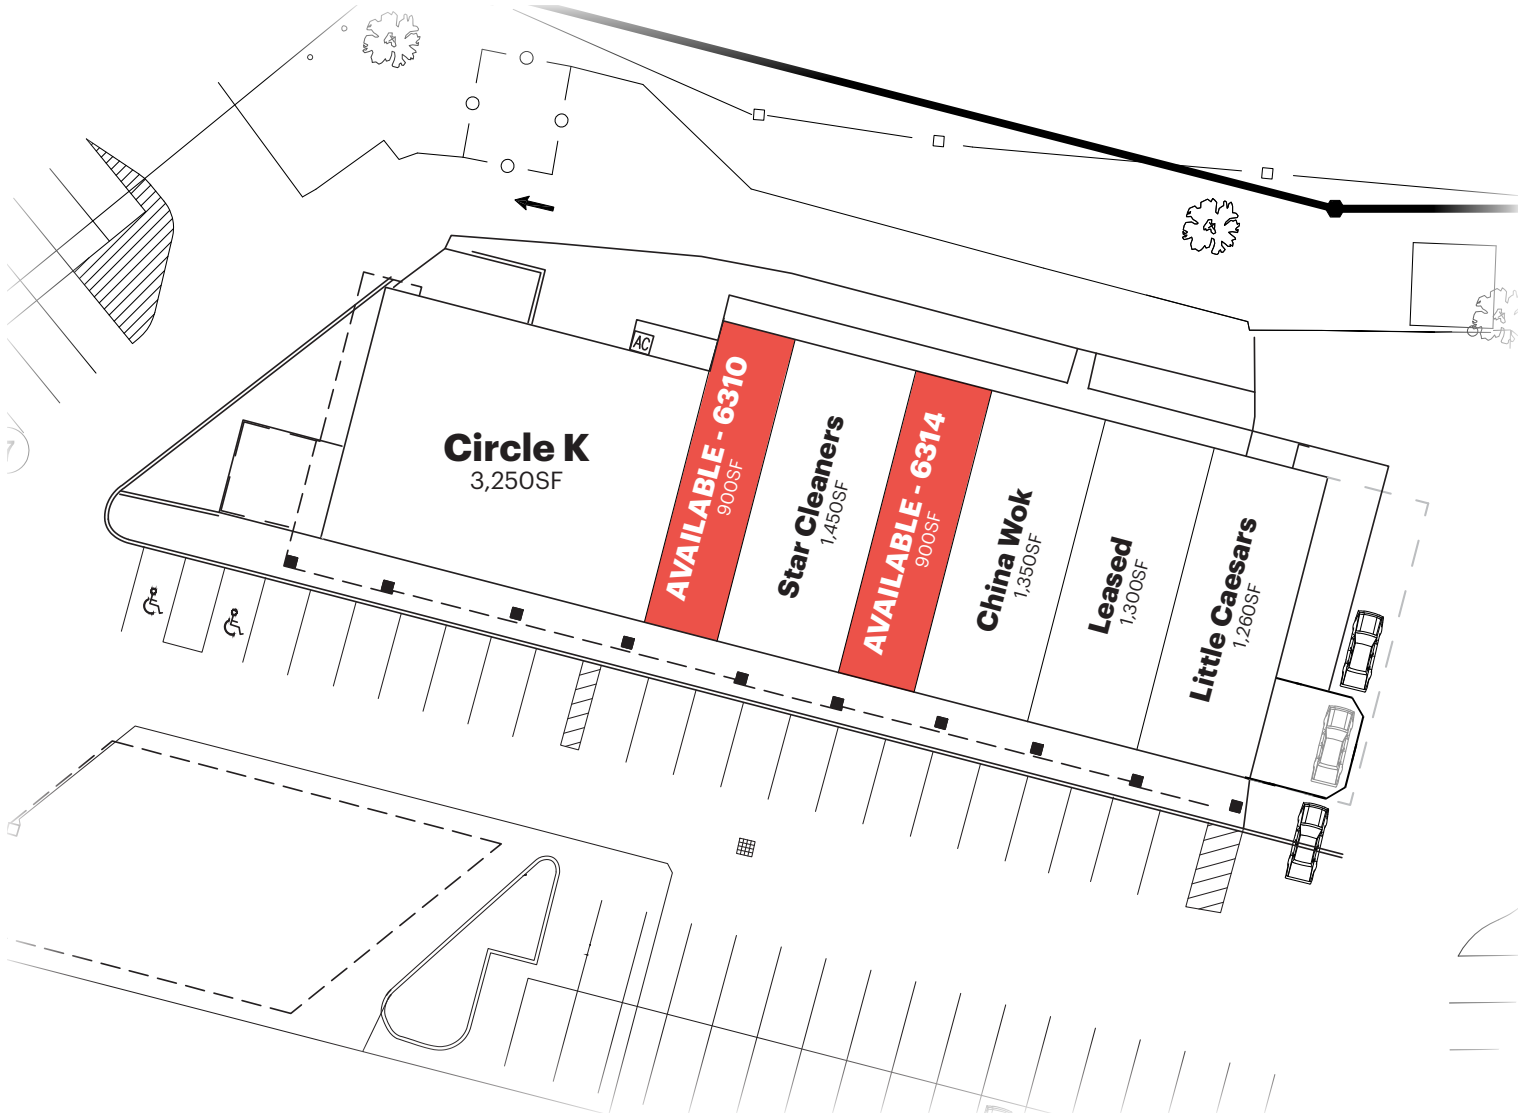 AC
Circle K
3,250SF
AVAILABLE - 6310
900SF
Star Cleaners
1,450SF
AVAILABLE - 6314
900SF
China Wok
1,350SF
Leased
1,300SF
Little Caesars
1,260SF
7